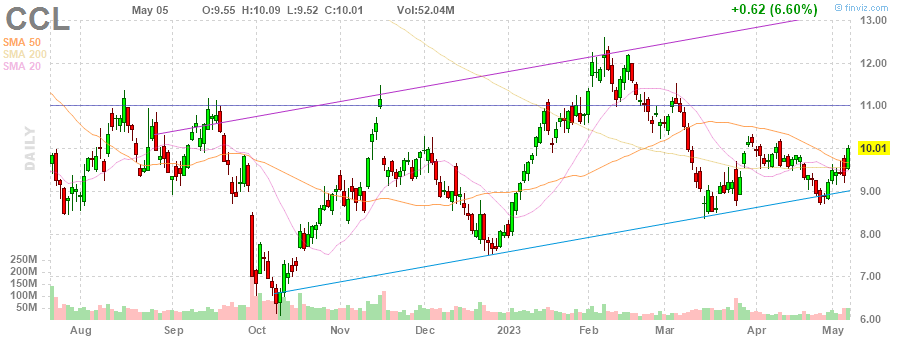 CCL
May 05 O:9.55 H:10.09 L:9.52 C:10.01 Vol:52.04M
+0.62 (6.60%)
© finviz.com
SMA 50
SMA 200
SMA 20
DAILY
13.00
12.00
11.00
10.01
9.00
8.00
7.00
6.00
250M
200M
150M
100M
50M
Aug Sep Oct Nov Dec 2023 Feb Mar Apr May